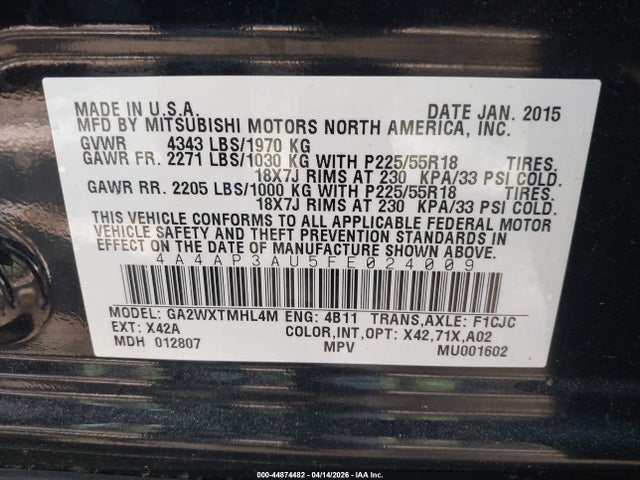 MADE IN U.S.A. DATE JAN. 2015
MFD BY MITSUBISHI MOTORS NORTH AMERICA, INC.
GVWR 4343 LBS/1970 KG
GAWR FR. 2271 LBS/1030 KG WITH P225/55R18 TIRES.
18X7J RIMS AT 230 KPA/33 PSI COLD.
GAWR RR. 2205 LBS/1000 KG WITH P225/55R18 TIRES.
18X7J RIMS AT 230 KPA/33 PSI COLD.
THIS VEHICLE CONFORMS TO ALL APPLICABLE FEDERAL MOTOR
VEHICLE SAFETY AND THEFT PREVENTION STANDARDS IN
EFFECT ON THE DATE OF MANUFACTURE SHOWN ABOVE.
4A4AP3AU5FE024009
MODEL: GA2WXTMHL4M ENG: 4B11 TRANS,AXLE: F1CJC
EXT: X42A COLOR,INT,OPT: X42,71X,A02
MDH 012807 MPV MU001602
000-44874482 - 04/14/2026 - IAA Inc.